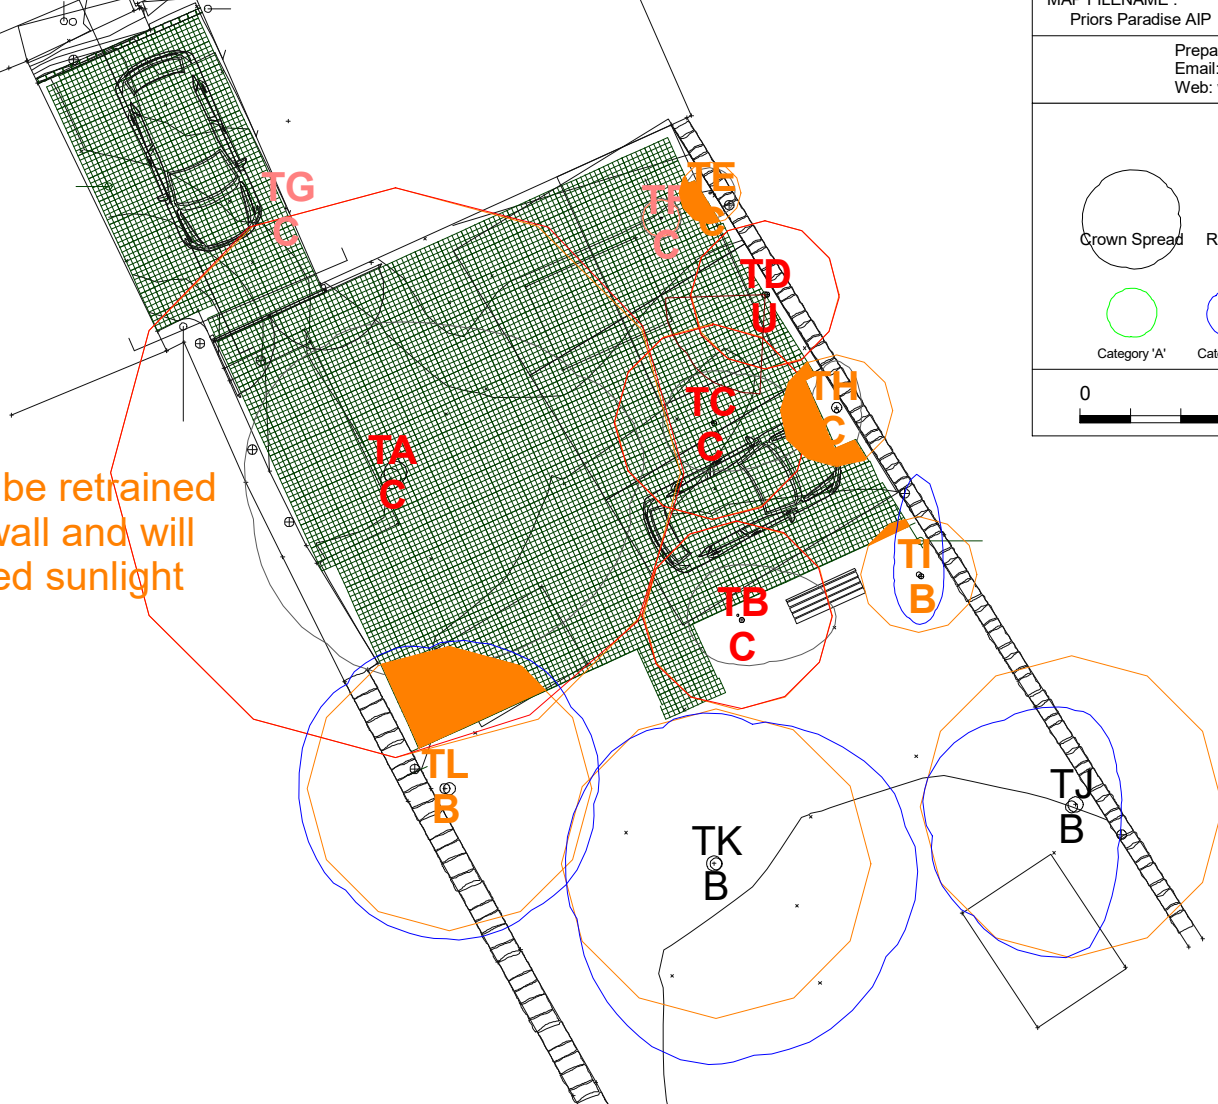 MAP FILENAME :
Priors Paradise AIP
Prepa
Email:
Web:
Crown Spread
R
Category 'A'
Cate
0
TG
C
TF
C
TE
C
TD
U
TH
C
TC
C
TA
C
be retrained
wall and will
ed sunlight
TI
B
TB
C
TL
B
TK
B
TJ
B